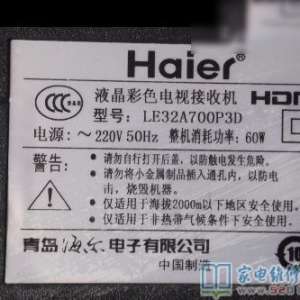 Haier®
液晶彩色电视接收机
型号: LE32A700P3D
电源: ～220V 50Hz 整机消耗功率: 60W
警告:
● 请勿自行打开后盖，以防触电发生危险。
● 请勿将小金属制品插入通孔内，以防电击，烧毁机器。
● 仅适用于海拔2000m以下地区安全使用。
● 仅适用于非热带气候条件下安全使用。
青岛海尔电子有限公司
中国制造
家电维修